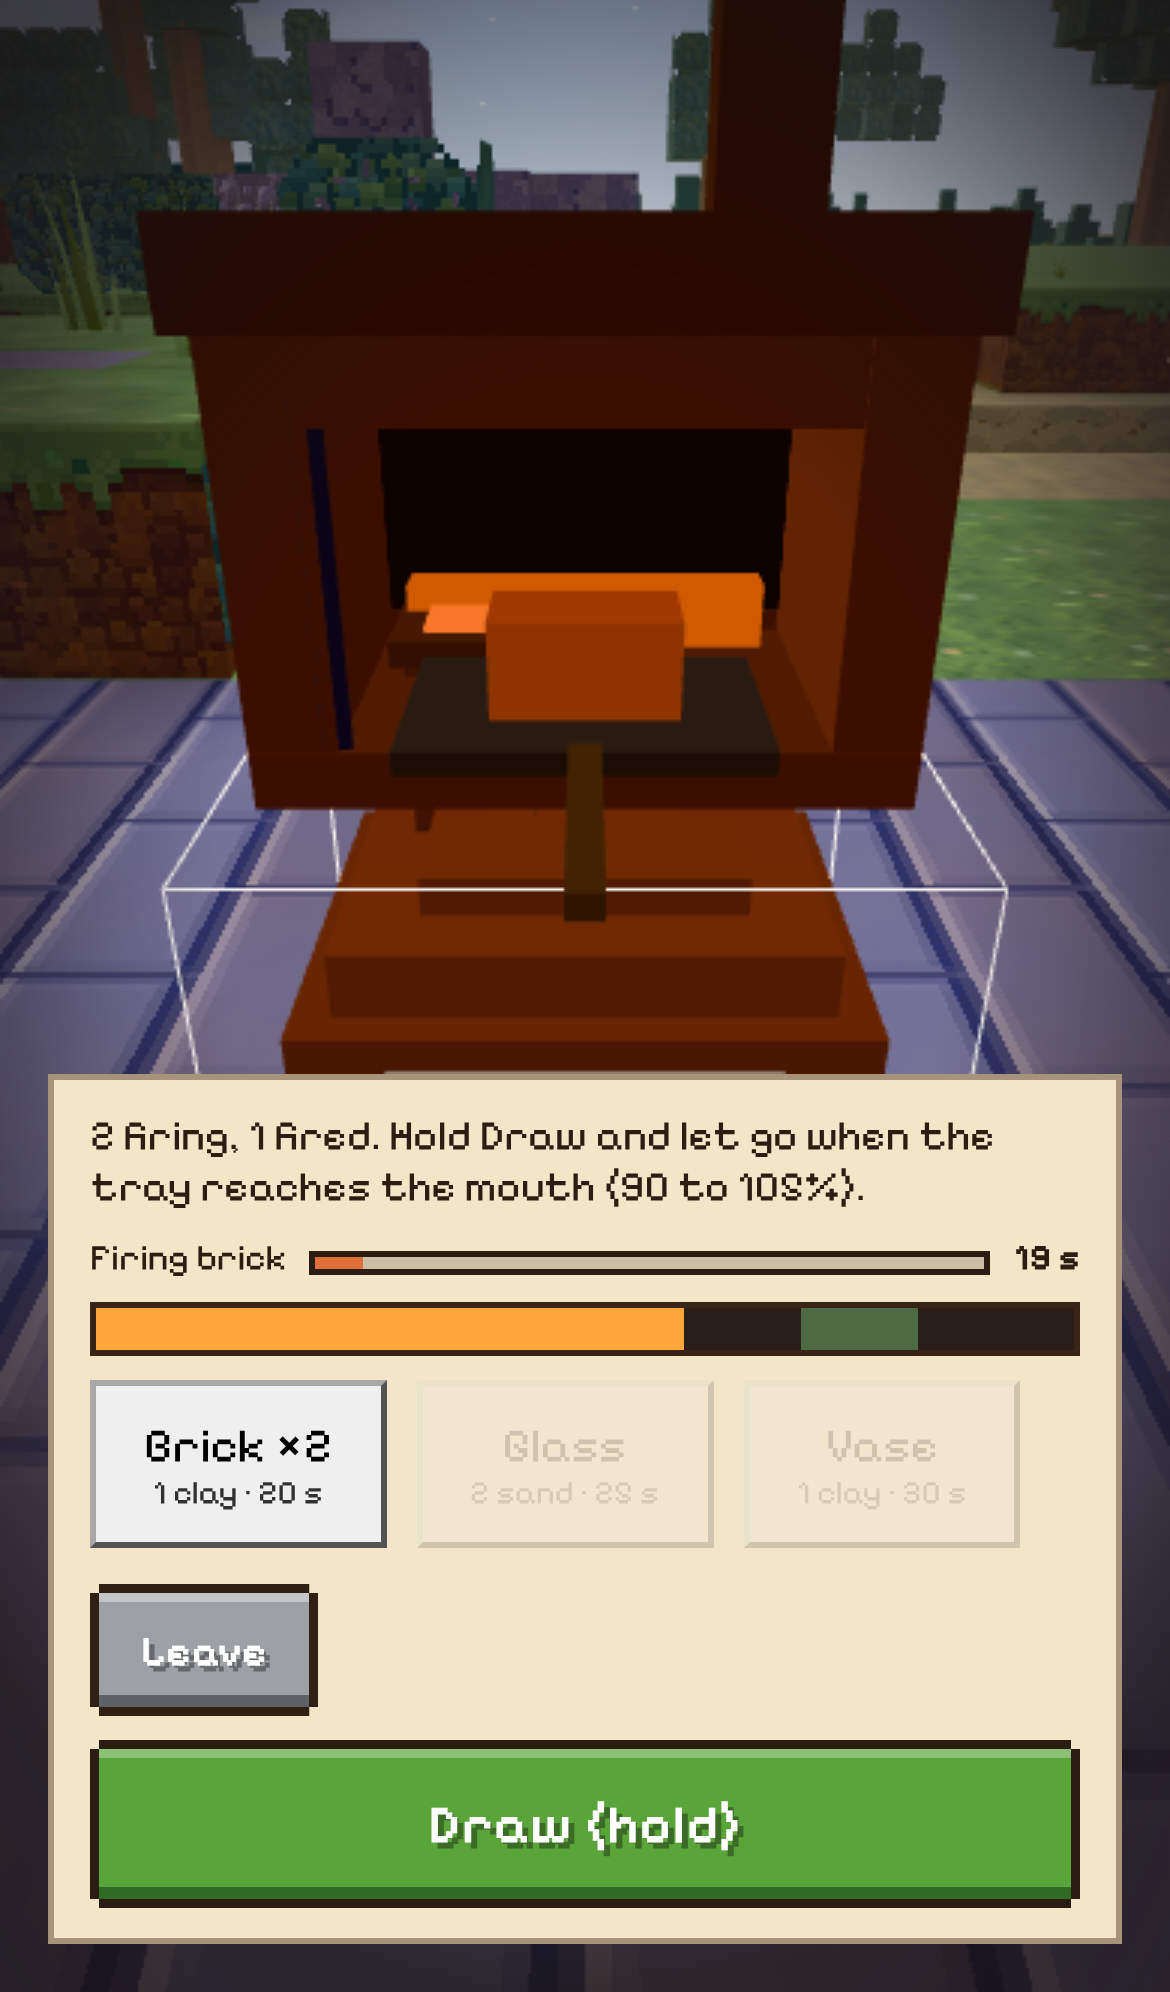 2 firing, 1 fired. Hold Draw and let go when the
tray reaches the mouth (90 to 108%).
Firing brick 19 s
Brick ×2
1 clay · 20 s
Glass
2 sand · 28 s
Vase
1 clay · 30 s
Leave
Draw (hold)